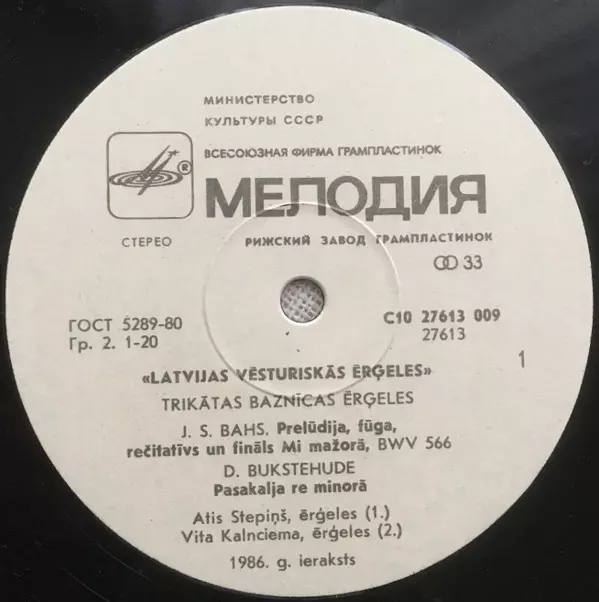 МИНИСТЕРСТВО
КУЛЬТУРЫ СССР
ВСЕСОЮЗНАЯ ФИРМА ГРАМПЛАСТИНОК
®
МЕЛОДИЯ
СТЕРЕО
РИЖСКИЙ ЗАВОД ГРАМПЛАСТИНОК
33
ГОСТ 5289-80
Гр. 2. 1-20
С10 27613 009
27613
1
«LATVIJAS VĒSTURISKĀS ĒRĢELES»
TRIKĀTAS BAZNĪCAS ĒRĢELES
J. S. BAHS. Prelūdija, fūga,
rečitatīvs un fināls Mi mažorā, BWV 566
D. BUKSTEHUDE
Pasakalja re minorā
Atis Stepiņš, ērģeles (1.)
Vita Kalnciema, ērģeles (2.)
1986. g. ieraksts